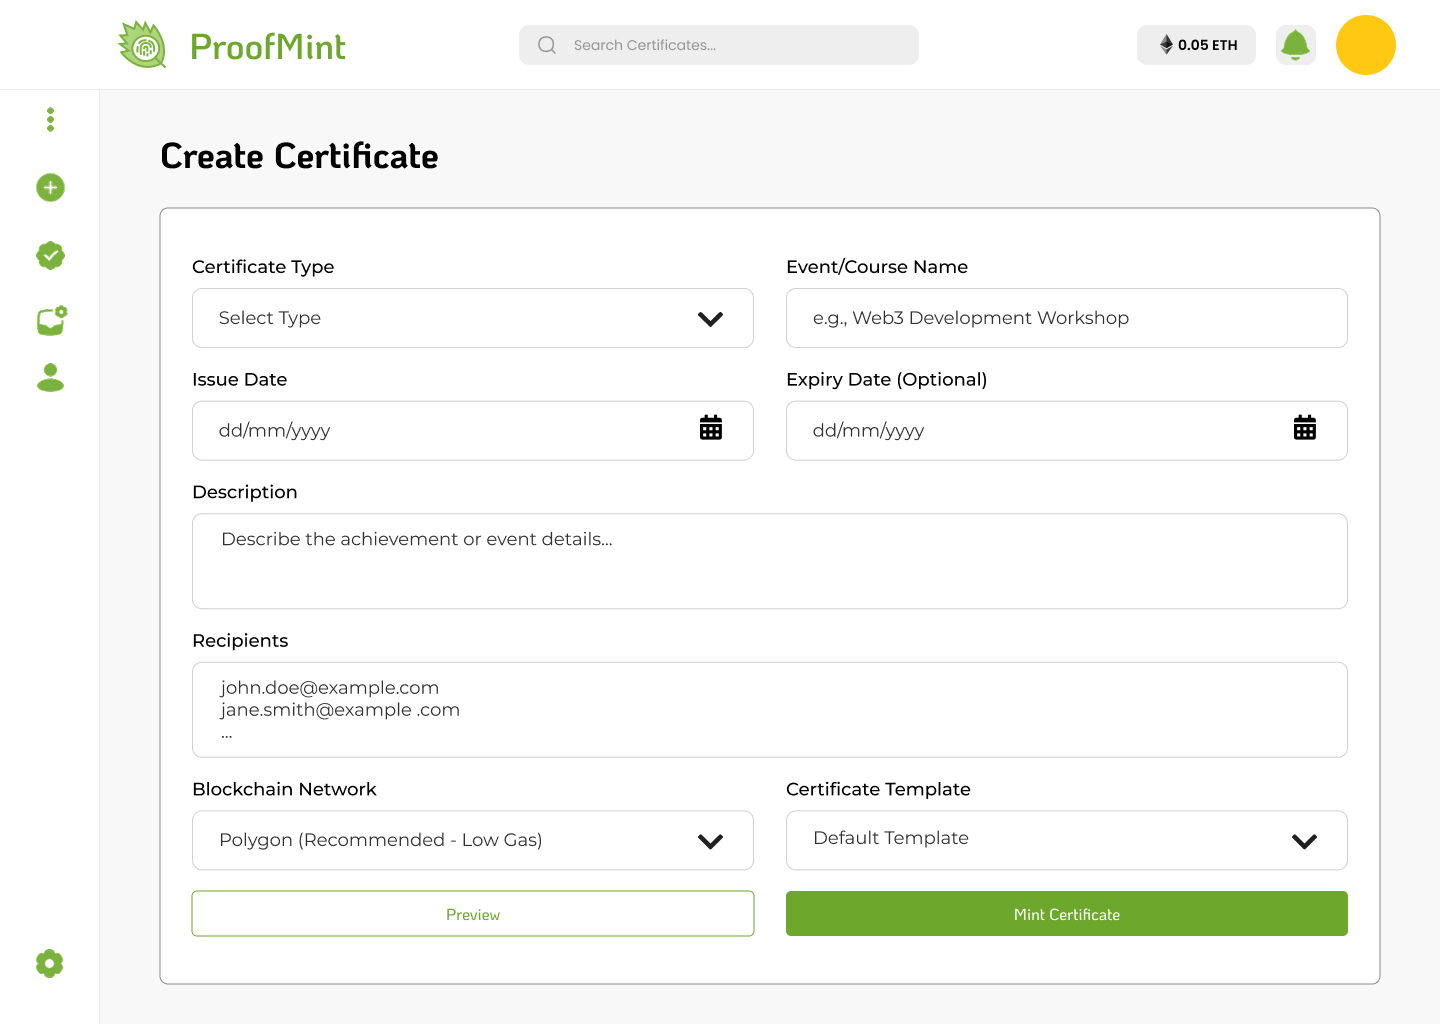 ProofMint
Search Certificates...
0.05 ETH
Create Certificate
Certificate Type
Event/Course Name
Select Type
e.g., Web3 Development Workshop
Issue Date
Expiry Date (Optional)
dd/mm/yyyy
dd/mm/yyyy
Description
Describe the achievement or event details...
Recipients
john.doe@example.com
jane.smith@example .com
...
Blockchain Network
Certificate Template
Polygon (Recommended - Low Gas)
Default Template
Preview
Mint Certificate